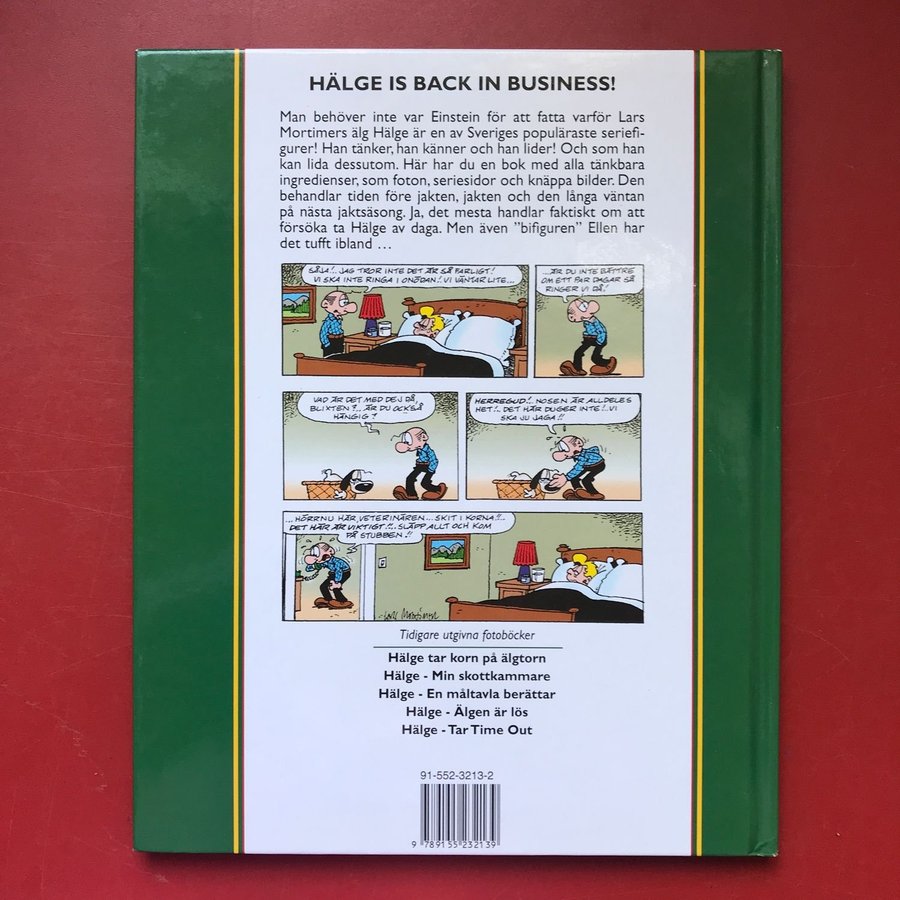 HÄLGE IS BACK IN BUSINESS!
Man behöver inte var Einstein för att fatta varför Lars
Mortimers älg Hälge är en av Sveriges populäraste seriefi-
gurer! Han tänker, han känner och han lider! Och som han
kan lida dessutom. Här har du en bok med alla tänkbara
ingredienser, som foton, seriesidor och knäppa bilder. Den
behandlar tiden före jakten, jakten och den långa väntan
på nästa jaktsäsong. Ja, det mesta handlar faktiskt om att
försöka ta Hälge av daga. Men även ”bifiguren” Ellen har
det tufft ibland …
SÅJA!.. JAG TROR INTE DET ÄR SÅ FARLIGT!
VI SKA INTE RINGA I ONÖDAN!. VI VÄNTAR LITE...
...ÄR DU INTE BÄTTRE
OM ETT PAR DAGAR SÅ
RINGER VI DÅ!
VAD ÄR DET MED DEJ DÅ,
BLIXTEN?... ÄR DU OCKSÅ
HÄNGIG?
HERREGUD!.. NOSEN ÄR ALLDELES
HET!.. DET HÄR DUGER INTE!.. VI
SKA JU JAGA!!
...HÖRRNU HÄR, VETERINÄREN... SKIT I KORNA!!..
DET HÄR ÄR VIKTIGT!!.. SLÄPP ALLT OCH KOM
PÅ STUBBEN!!
Lars Mortimer
Tidigare utgivna fotoböcker
Hälge tar korn på älgtorn
Hälge - Min skottkammare
Hälge - En måltavla berättar
Hälge - Älgen är lös
Hälge - Tar Time Out
91-552-3213-2
9 789155 232139